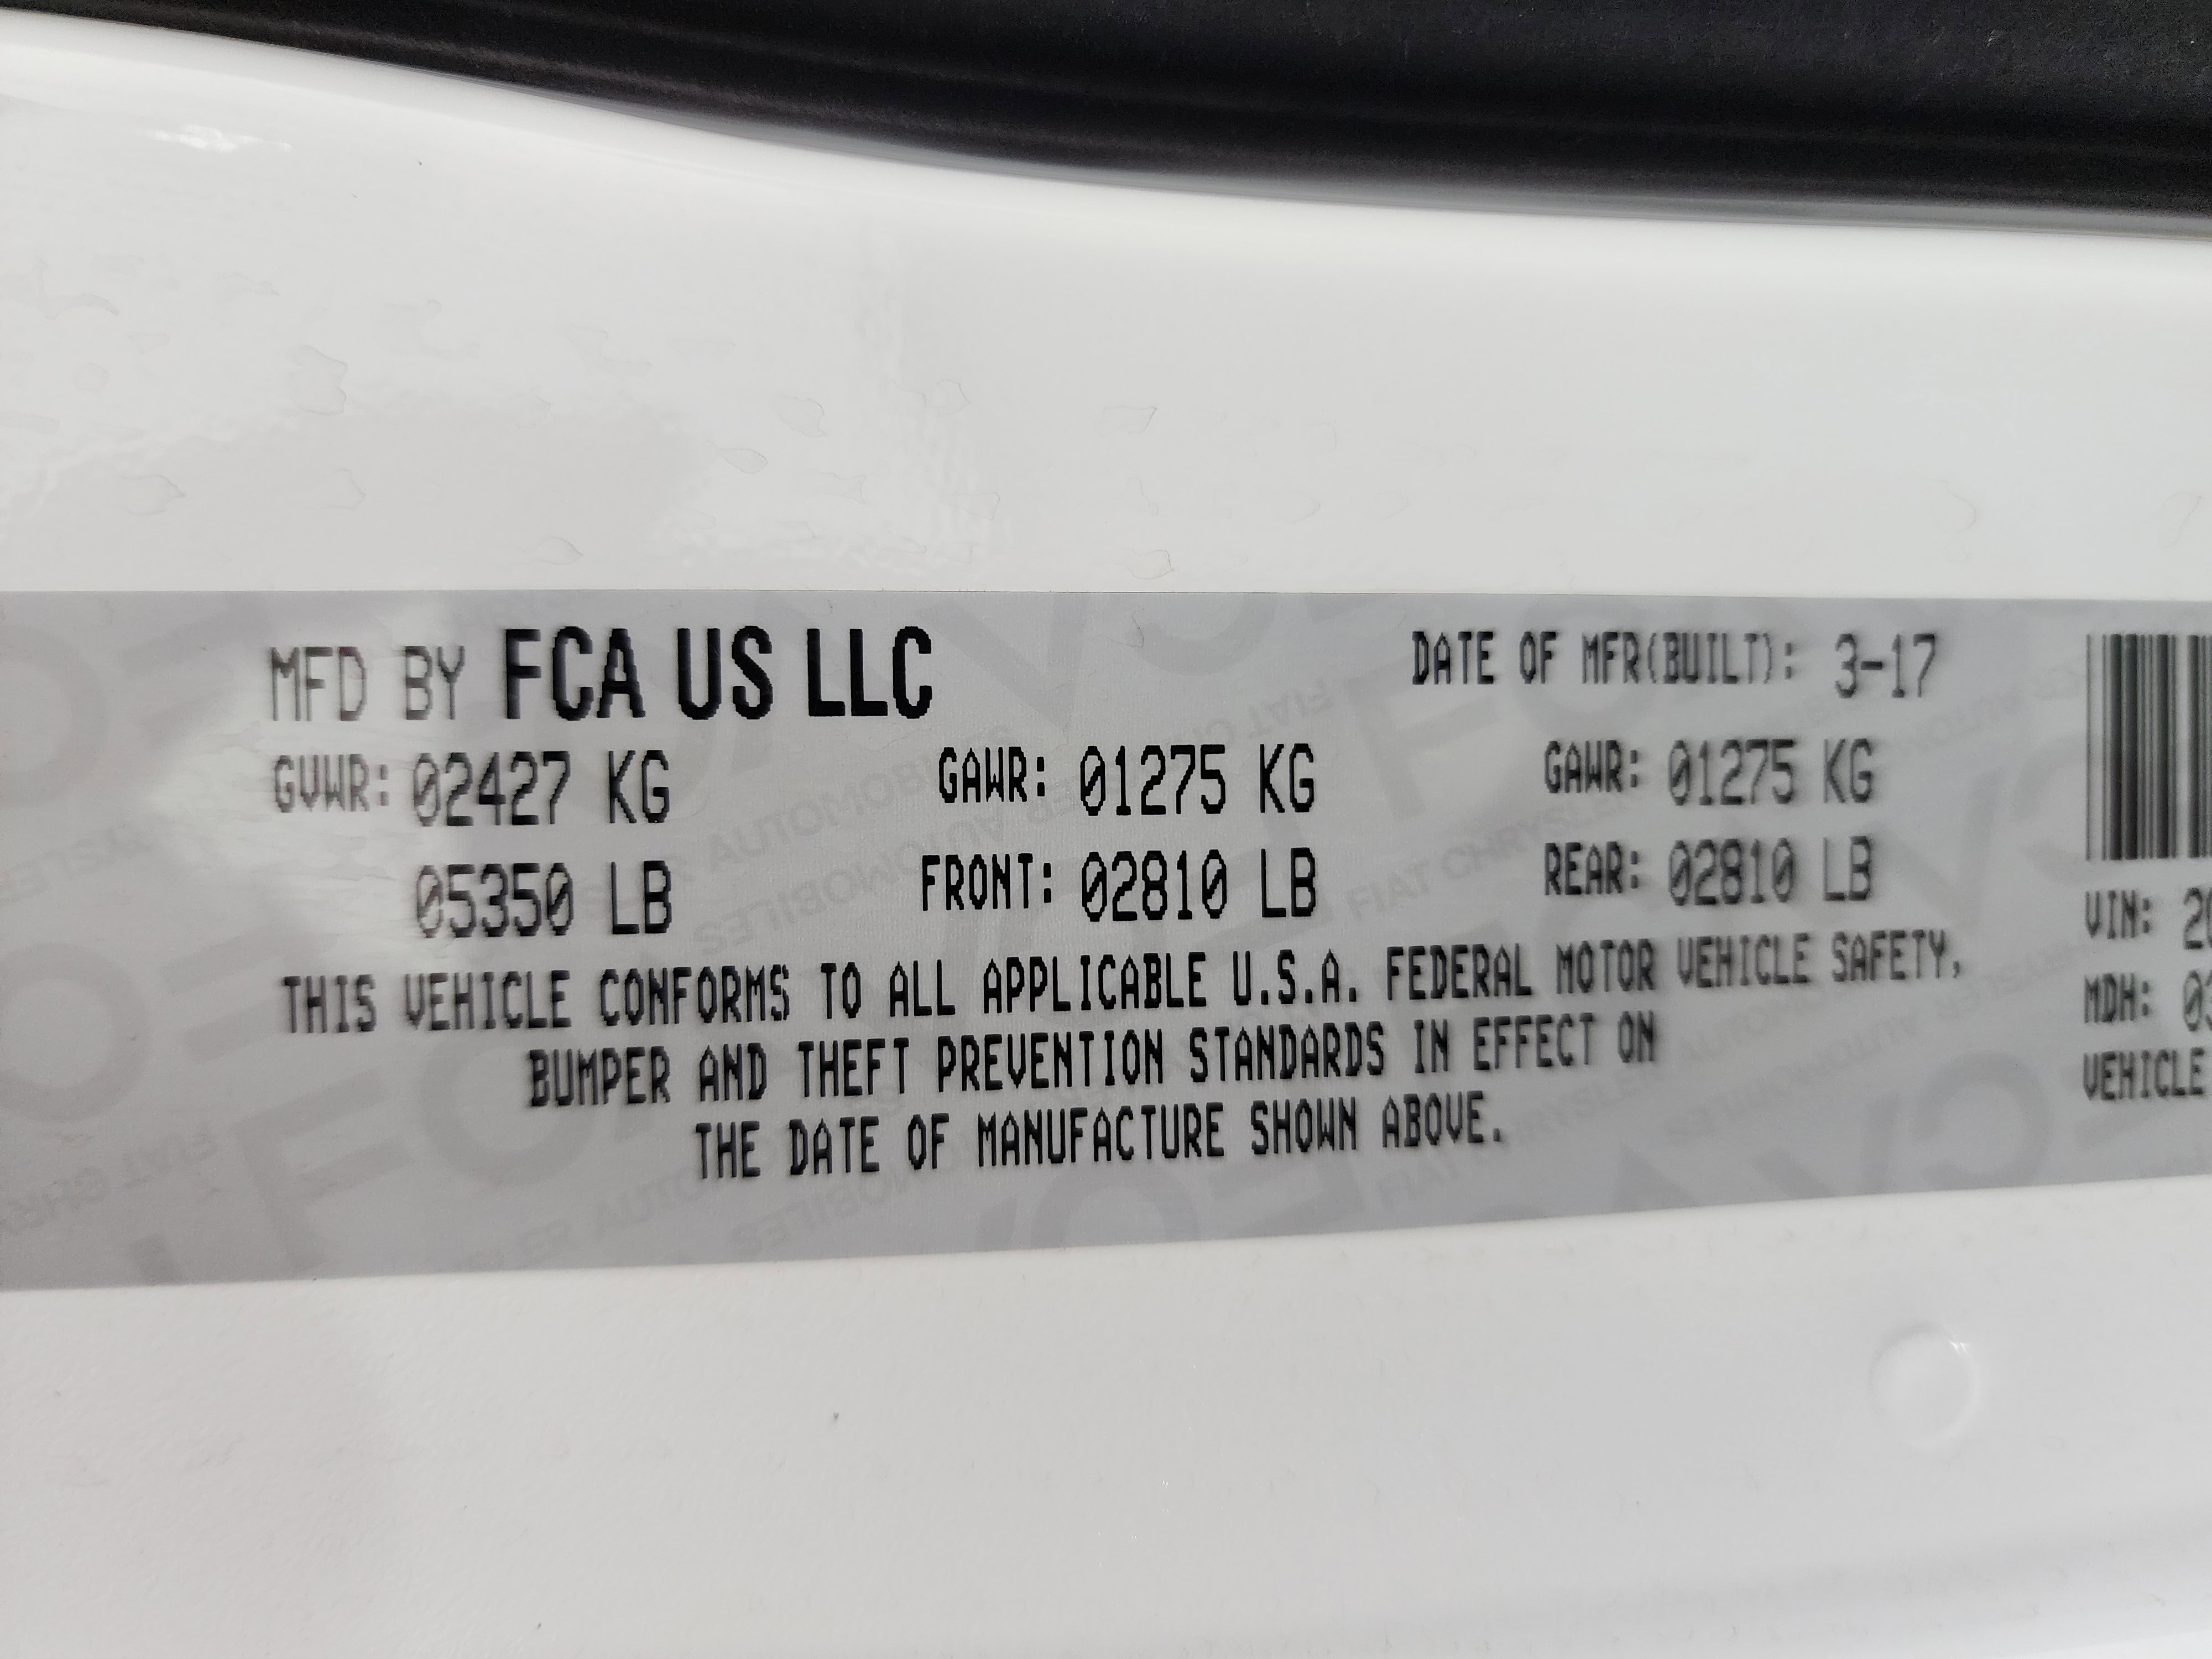 MFD BY FCA US LLC DATE OF MFR(BUILT): 3-17
GVWR: 02427 KG GAWR: 01275 KG GAWR: 01275 KG
05350 LB FRONT: 02810 LB REAR: 02810 LB
THIS VEHICLE CONFORMS TO ALL APPLICABLE U.S.A. FEDERAL MOTOR VEHICLE SAFETY,
BUMPER AND THEFT PREVENTION STANDARDS IN EFFECT ON
THE DATE OF MANUFACTURE SHOWN ABOVE.
VIN:
MDH:
VEHICLE